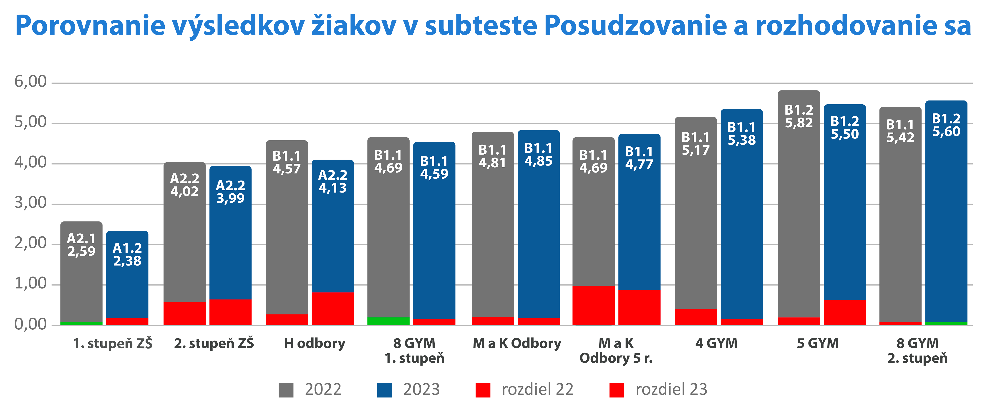 Porovnanie výsledkov žiakov v subteste Posudzovanie a rozhodovanie sa
6,00
5,00
4,00
3,00
2,00
1,00
0,00
A2.1
2,59
A1.2
2,38
A2.2
4,02
A2.2
3,99
B1.1
4,57
A2.2
4,13
B1.1
4,69
B1.1
4,59
B1.1
4,81
B1.1
4,85
B1.1
4,69
B1.1
4,77
B1.1
5,17
B1.1
5,38
B1.2
5,82
B1.2
5,50
B1.1
5,42
B1.2
5,60
1. stupeň ZŠ
2. stupeň ZŠ
H odbory
8 GYM
1. stupeň
M a K Odbory
M a K
Odbory 5 r.
4 GYM
5 GYM
8 GYM
2. stupeň
2022
2023
rozdiel 22
rozdiel 23